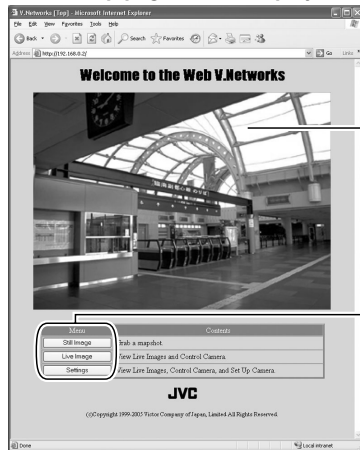 V.Networks [Top] - Microsoft Internet Explorer
File Edit View Favorites Tools Help
Back Search Favorites
Address http://192.168.0.2/ Go Links
Welcome to the Web V.Networks
Menu Contents
Still Image Grab a mapshot.
Live Image View Live Images and Control Camera.
Settings View Live Images, Control Camera, and Set Up Camera.
JVC
(c)Copyright 1999-2005 Victor Company of Japan, Limited All Rights Reserved.
Done Local intranet